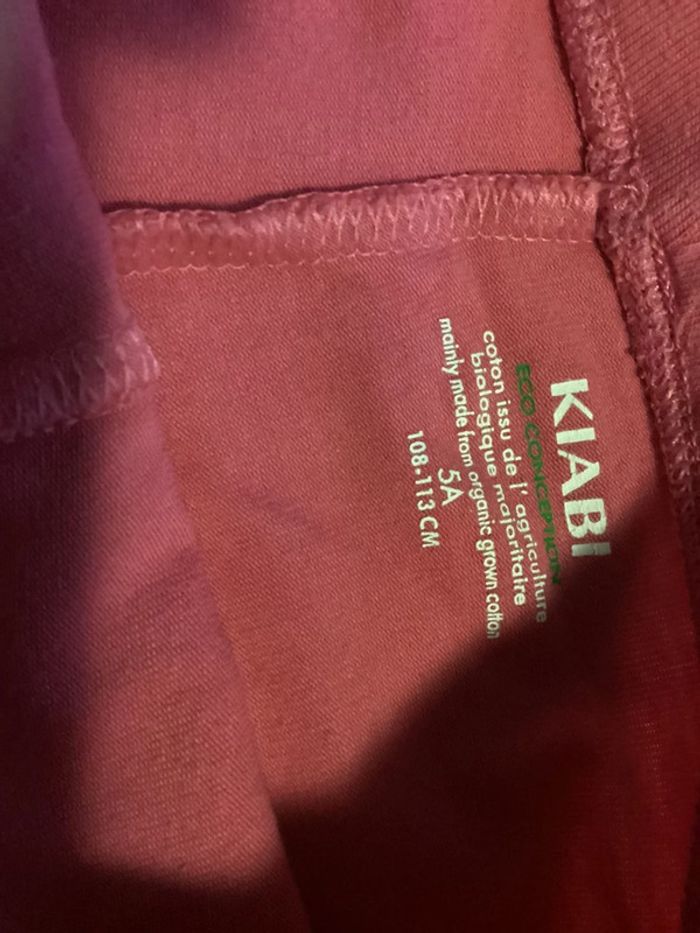 KIABI
ECO CONCEPTION
coton issu de l' agriculture
biologique majoritaire
mainly made from organic grown cotton
5A
108-113 CM